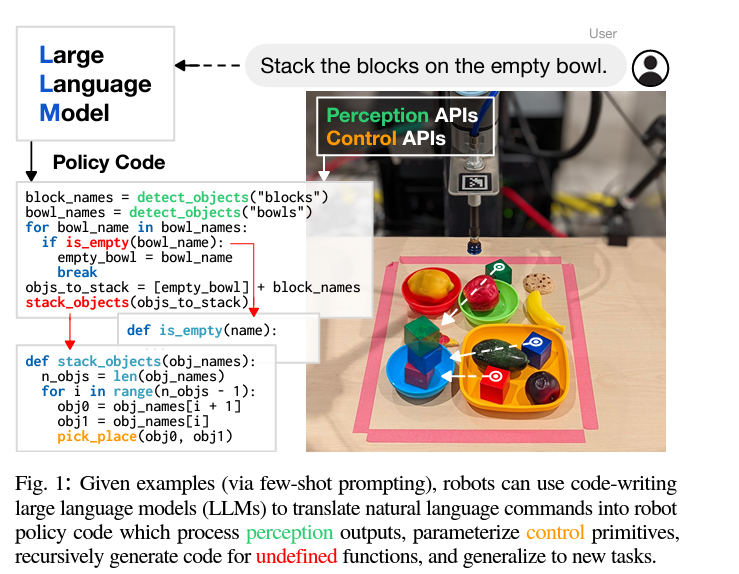 User
Large
Language
Model
Stack the blocks on the empty bowl.
Perception APIs
Control APIs
Policy Code
block_names = detect_objects("blocks")
bowl_names = detect_objects("bowls")
for bowl_name in bowl_names:
  if is_empty(bowl_name):
    empty_bowl = bowl_name
    break
objs_to_stack = [empty_bowl] + block_names
stack_objects(objs_to_stack)
def is_empty(name):
...
def stack_objects(obj_names):
  n_objs = len(obj_names)
  for i in range(n_objs - 1):
    obj0 = obj_names[i + 1]
    obj1 = obj_names[i]
    pick_place(obj0, obj1)
Fig. 1: Given examples (via few-shot prompting), robots can use code-writing
large language models (LLMs) to translate natural language commands into robot
policy code which process perception outputs, parameterize control primitives,
recursively generate code for undefined functions, and generalize to new tasks.